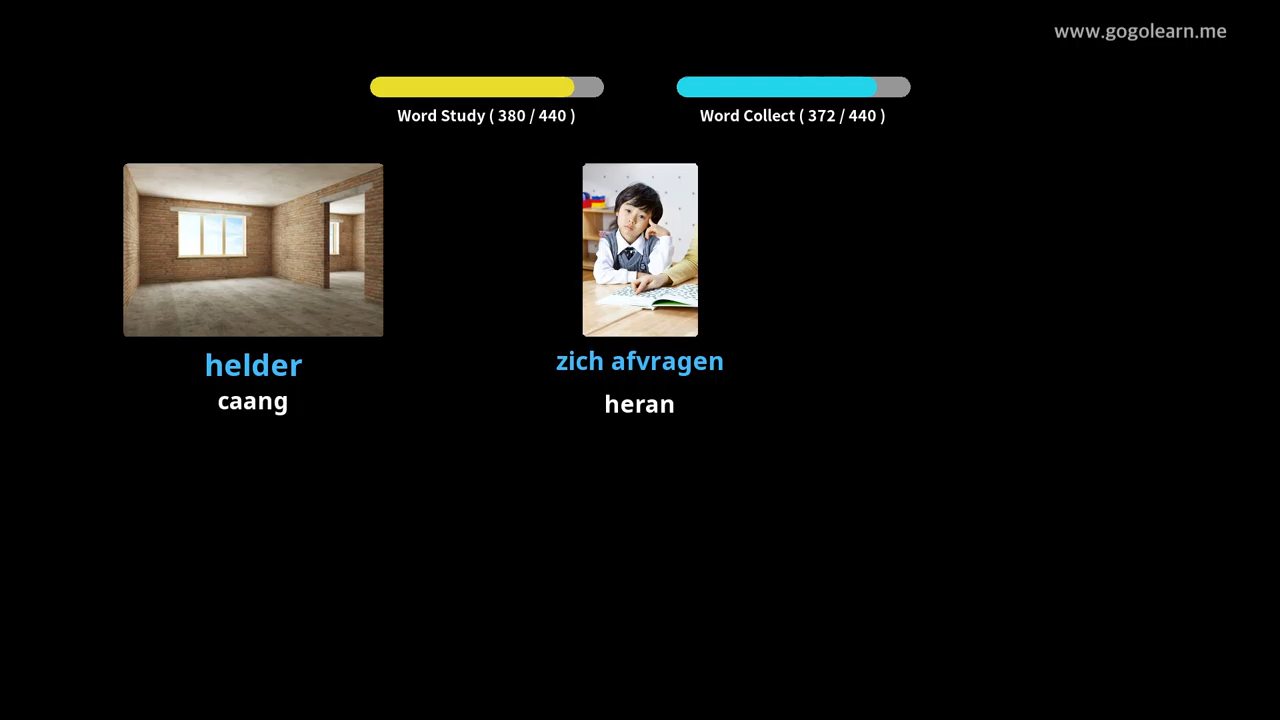 www.gogolearn.me
Word Study ( 380 / 440 )
Word Collect ( 372 / 440 )
helder
caang
zich afvragen
heran